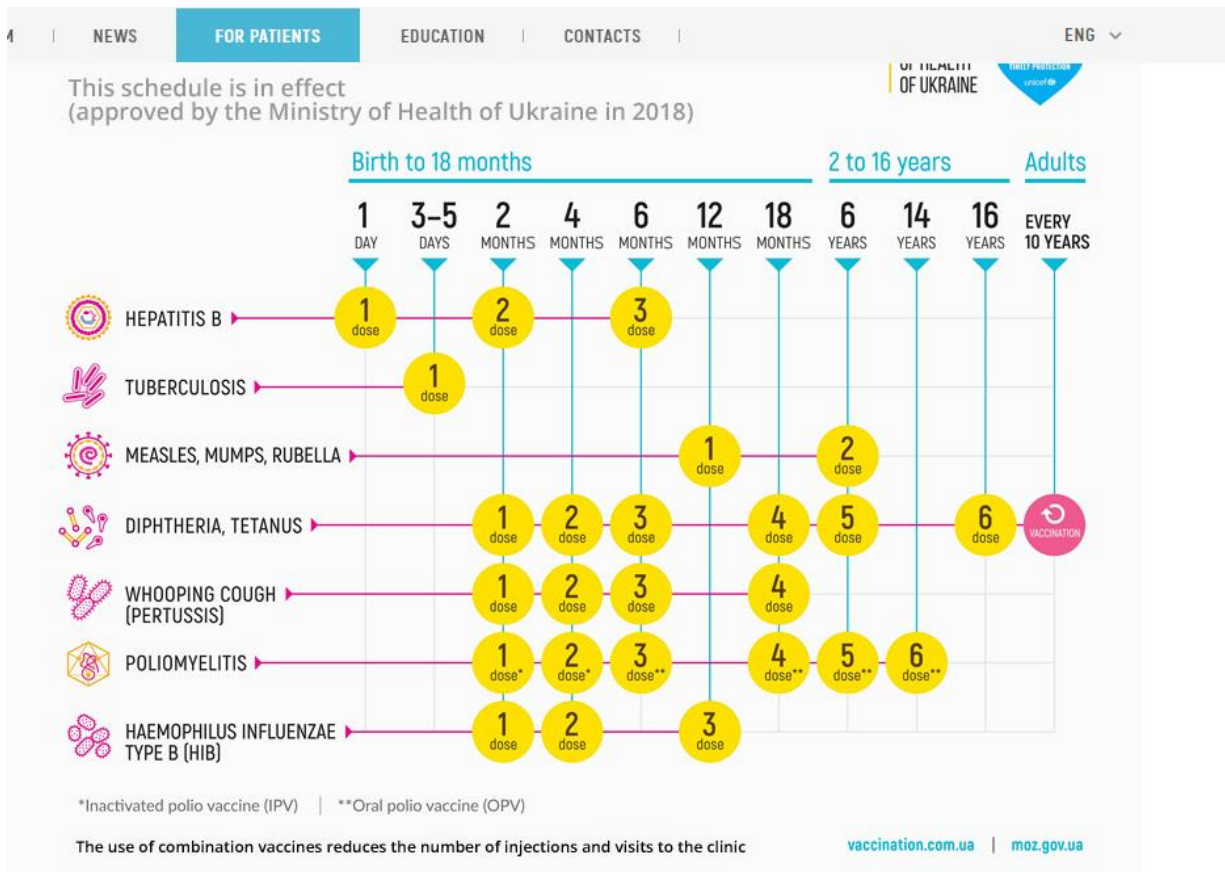 NEWS
FOR PATIENTS
EDUCATION
CONTACTS
ENG
This schedule is in effect
(approved by the Ministry of Health of Ukraine in 2018)
OF HEALTH
OF UKRAINE
TIMELY PROTECTION
unicef
Birth to 18 months
2 to 16 years
Adults
1 DAY
3–5 DAYS
2 MONTHS
4 MONTHS
6 MONTHS
12 MONTHS
18 MONTHS
6 YEARS
14 YEARS
16 YEARS
EVERY
10 YEARS
HEPATITIS B
1 dose
2 dose
3 dose
TUBERCULOSIS
1 dose
MEASLES, MUMPS, RUBELLA
1 dose
2 dose
DIPHTHERIA, TETANUS
1 dose
2 dose
3 dose
4 dose
5 dose
6 dose
VACCINATION
WHOOPING COUGH
(PERTUSSIS)
1 dose
2 dose
3 dose
4 dose
POLIOMYELITIS
1 dose*
2 dose*
3 dose**
4 dose**
5 dose**
6 dose**
HAEMOPHILUS INFLUENZAE
TYPE B (HIB)
1 dose
2 dose
3 dose
*Inactivated polio vaccine (IPV) | **Oral polio vaccine (OPV)
The use of combination vaccines reduces the number of injections and visits to the clinic
vaccination.com.ua | moz.gov.ua